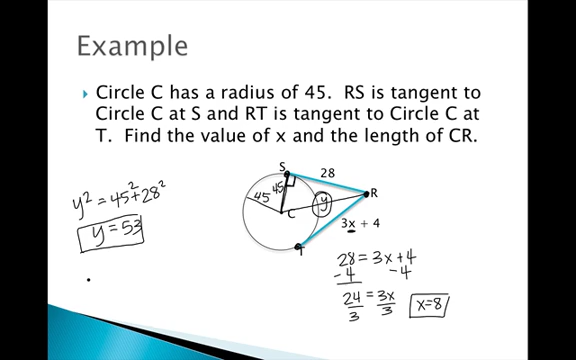 Example
Circle C has a radius of 45. RS is tangent to
Circle C at S and RT is tangent to Circle C at
T. Find the value of x and the length of CR.
y² = 45² + 28²
y = 53
S
28
45
45
C
y
R
3x + 4
T
28 = 3x + 4
-4 -4
24/3 = 3x/3
x = 8